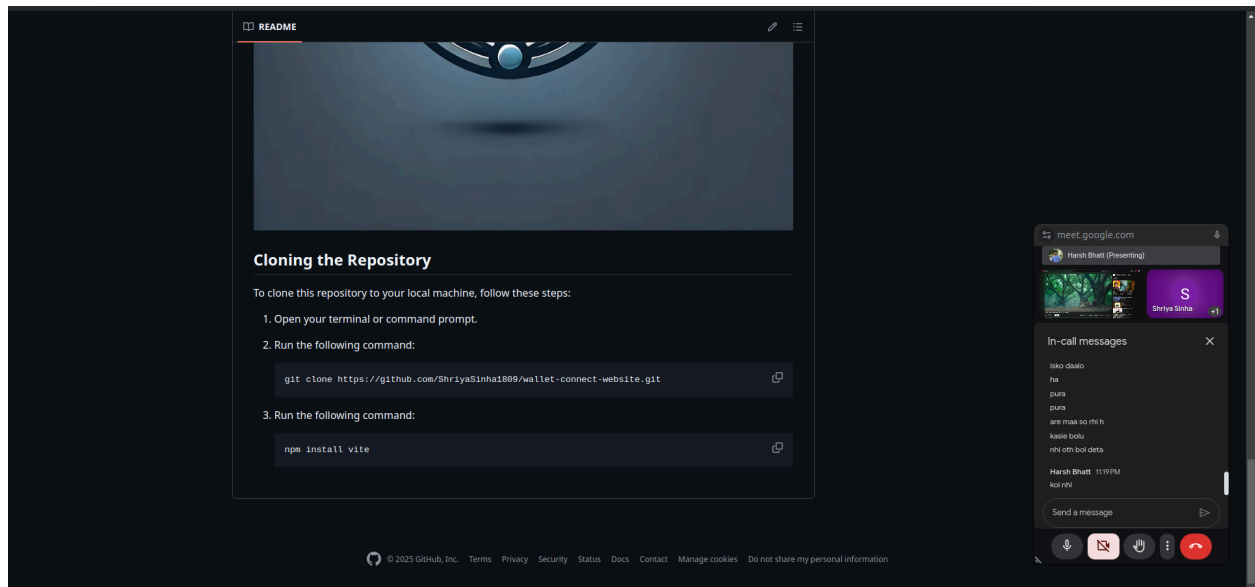 README
Cloning the Repository
To clone this repository to your local machine, follow these steps:
1. Open your terminal or command prompt.
2. Run the following command:
git clone https://github.com/ShriyaSinha1809/wallet-connect-website.git
3. Run the following command:
npm install vite
© 2025 GitHub, Inc. Terms Privacy Security Status Docs Contact Manage cookies Do not share my personal information
meet.google.com
Harsh Bhatt (Presenting)
S
Shriya Sinha
+1
In-call messages
isko daalo
ha
pura
pura
are maa so rhi h
kasie bolu
nhi oth bol deta
Harsh Bhatt 11:19 PM
koi nhi
Send a message